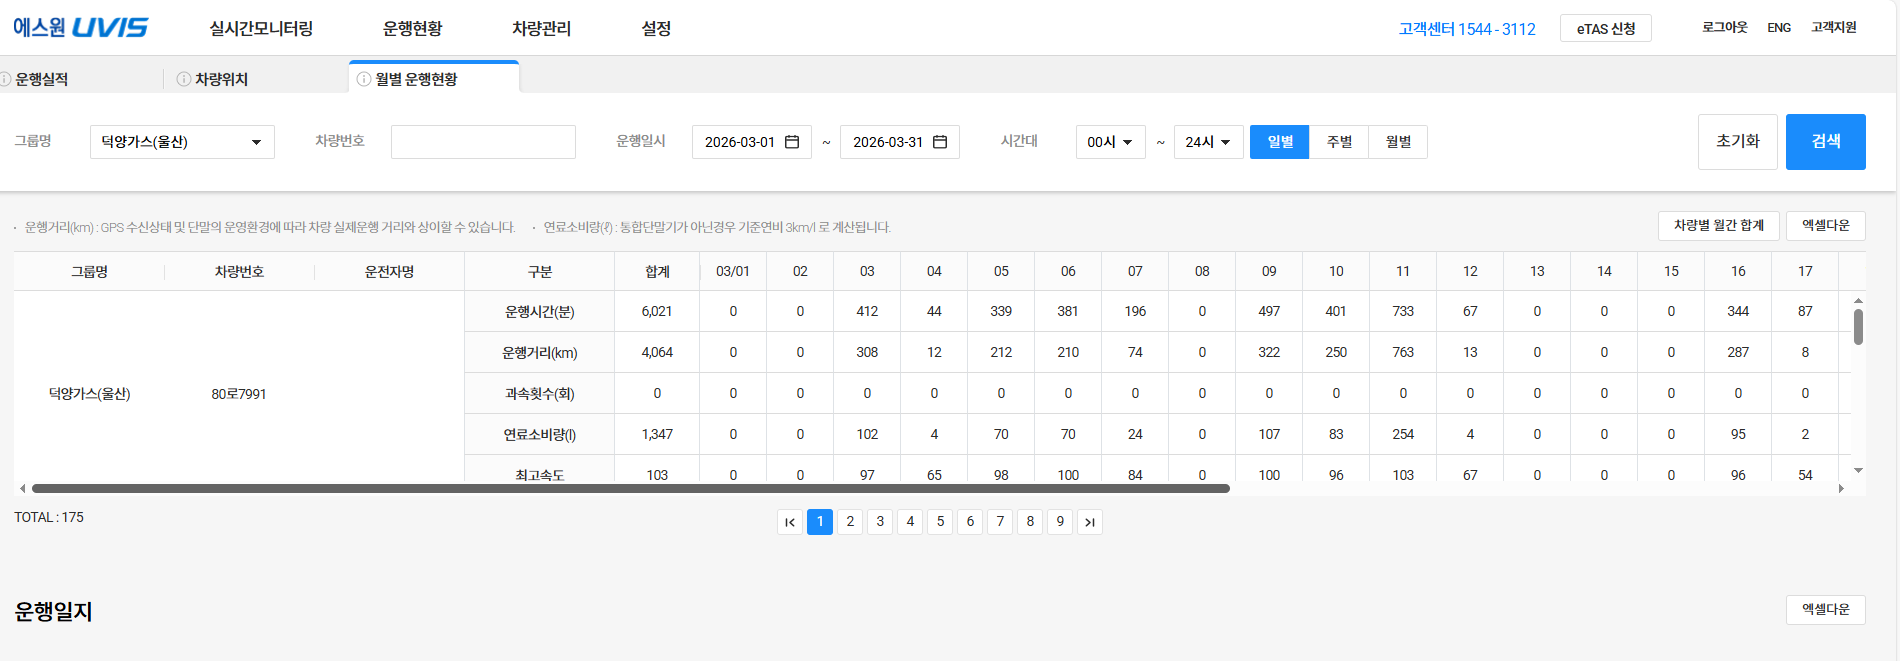 에스원 UVIS 실시간모니터링 운행현황 차량관리 설정 고객센터 1544 - 3112 eTAS 신청 로그아웃 ENG 고객지원
운행실적 차량위치 월별 운행현황
그룹명 덕양가스(울산) 차량번호 운행일시 2026-03-01 ~ 2026-03-31 시간대 00시 ~ 24시 일별 주별 월별 초기화 검색
· 운행거리(km) : GPS 수신상태 및 단말의 운영환경에 따라 차량 실제운행 거리와 상이할 수 있습니다. · 연료소비량(ℓ) : 통합단말기가 아닌경우 기준연비 3km/l 로 계산됩니다. 차량별 월간 합계 엑셀다운
그룹명 차량번호 운전자명 구분 합계 03/01 02 03 04 05 06 07 08 09 10 11 12 13 14 15 16 17
운행시간(분) 6,021 0 0 412 44 339 381 196 0 497 401 733 67 0 0 0 344 87
운행거리(km) 4,064 0 0 308 12 212 210 74 0 322 250 763 13 0 0 0 287 8
덕양가스(울산) 80로7991 과속횟수(회) 0 0 0 0 0 0 0 0 0 0 0 0 0 0 0 0 0 0
연료소비량(l) 1,347 0 0 102 4 70 70 24 0 107 83 254 4 0 0 0 95 2
최고속도 103 0 0 97 65 98 100 84 0 100 96 103 67 0 0 0 96 54
TOTAL : 175 1 2 3 4 5 6 7 8 9
운행일지 엑셀다운